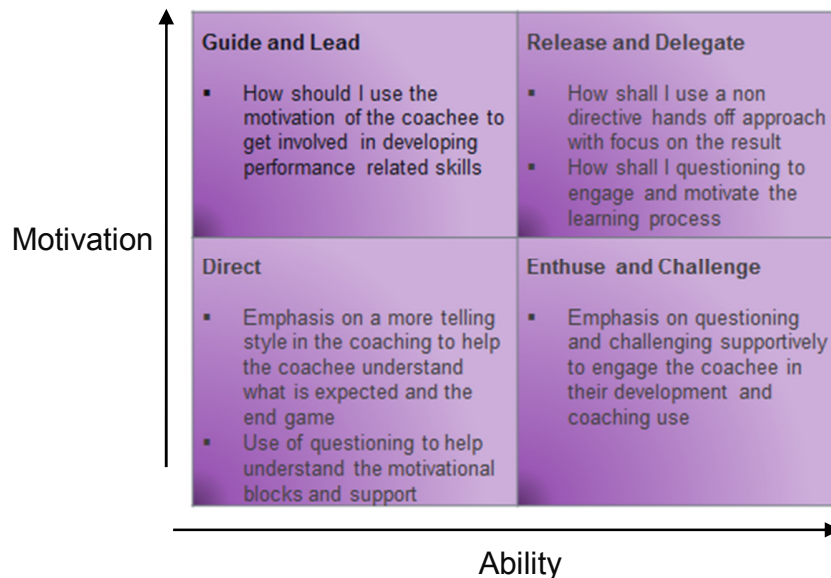 Guide and Lead
▪ How should I use the
motivation of the coachee to
get involved in developing
performance related skills
Release and Delegate
▪ How shall I use a non
directive hands off approach
with focus on the result
▪ How shall I questioning to
engage and motivate the
learning process
Motivation
Direct
▪ Emphasis on a more telling
style in the coaching to help
the coachee understand
what is expected and the
end game
▪ Use of questioning to help
understand the motivational
blocks and support
Enthuse and Challenge
▪ Emphasis on questioning
and challenging supportively
to engage the coachee in
their development and
coaching use
Ability